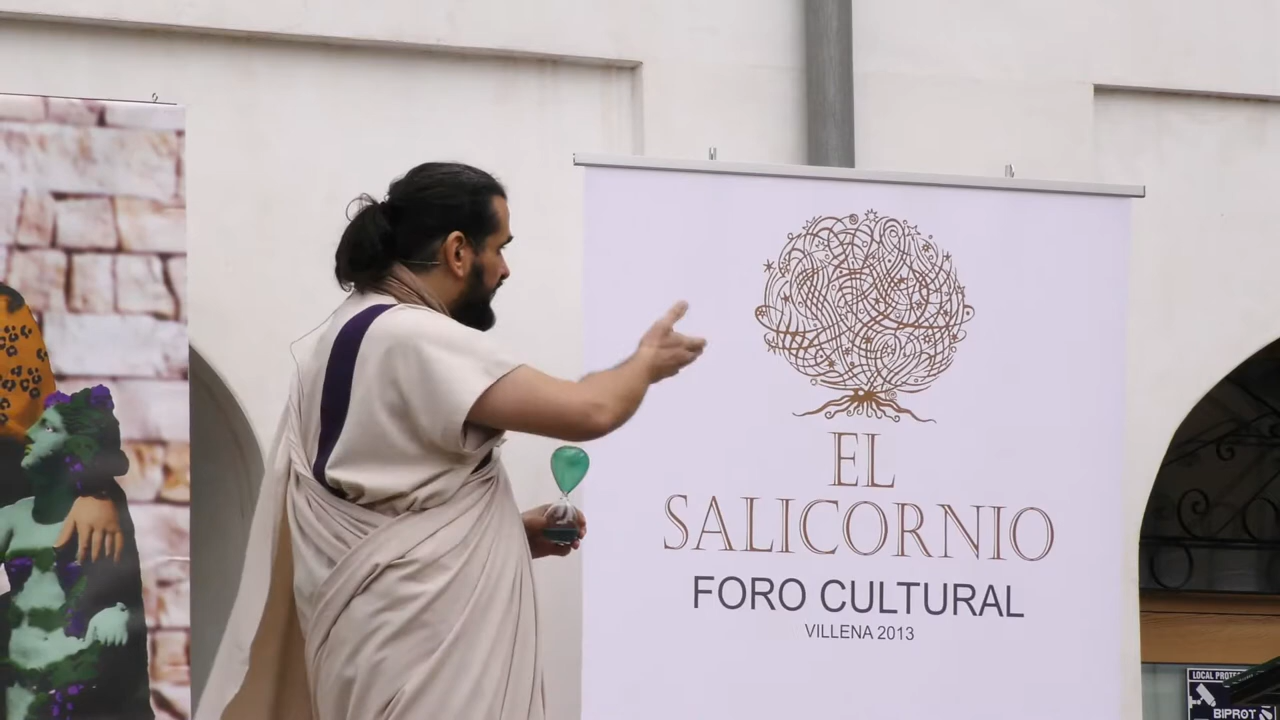 EL
SALICORNIO
FORO CULTURAL
VILLENA 2013
BIPROT